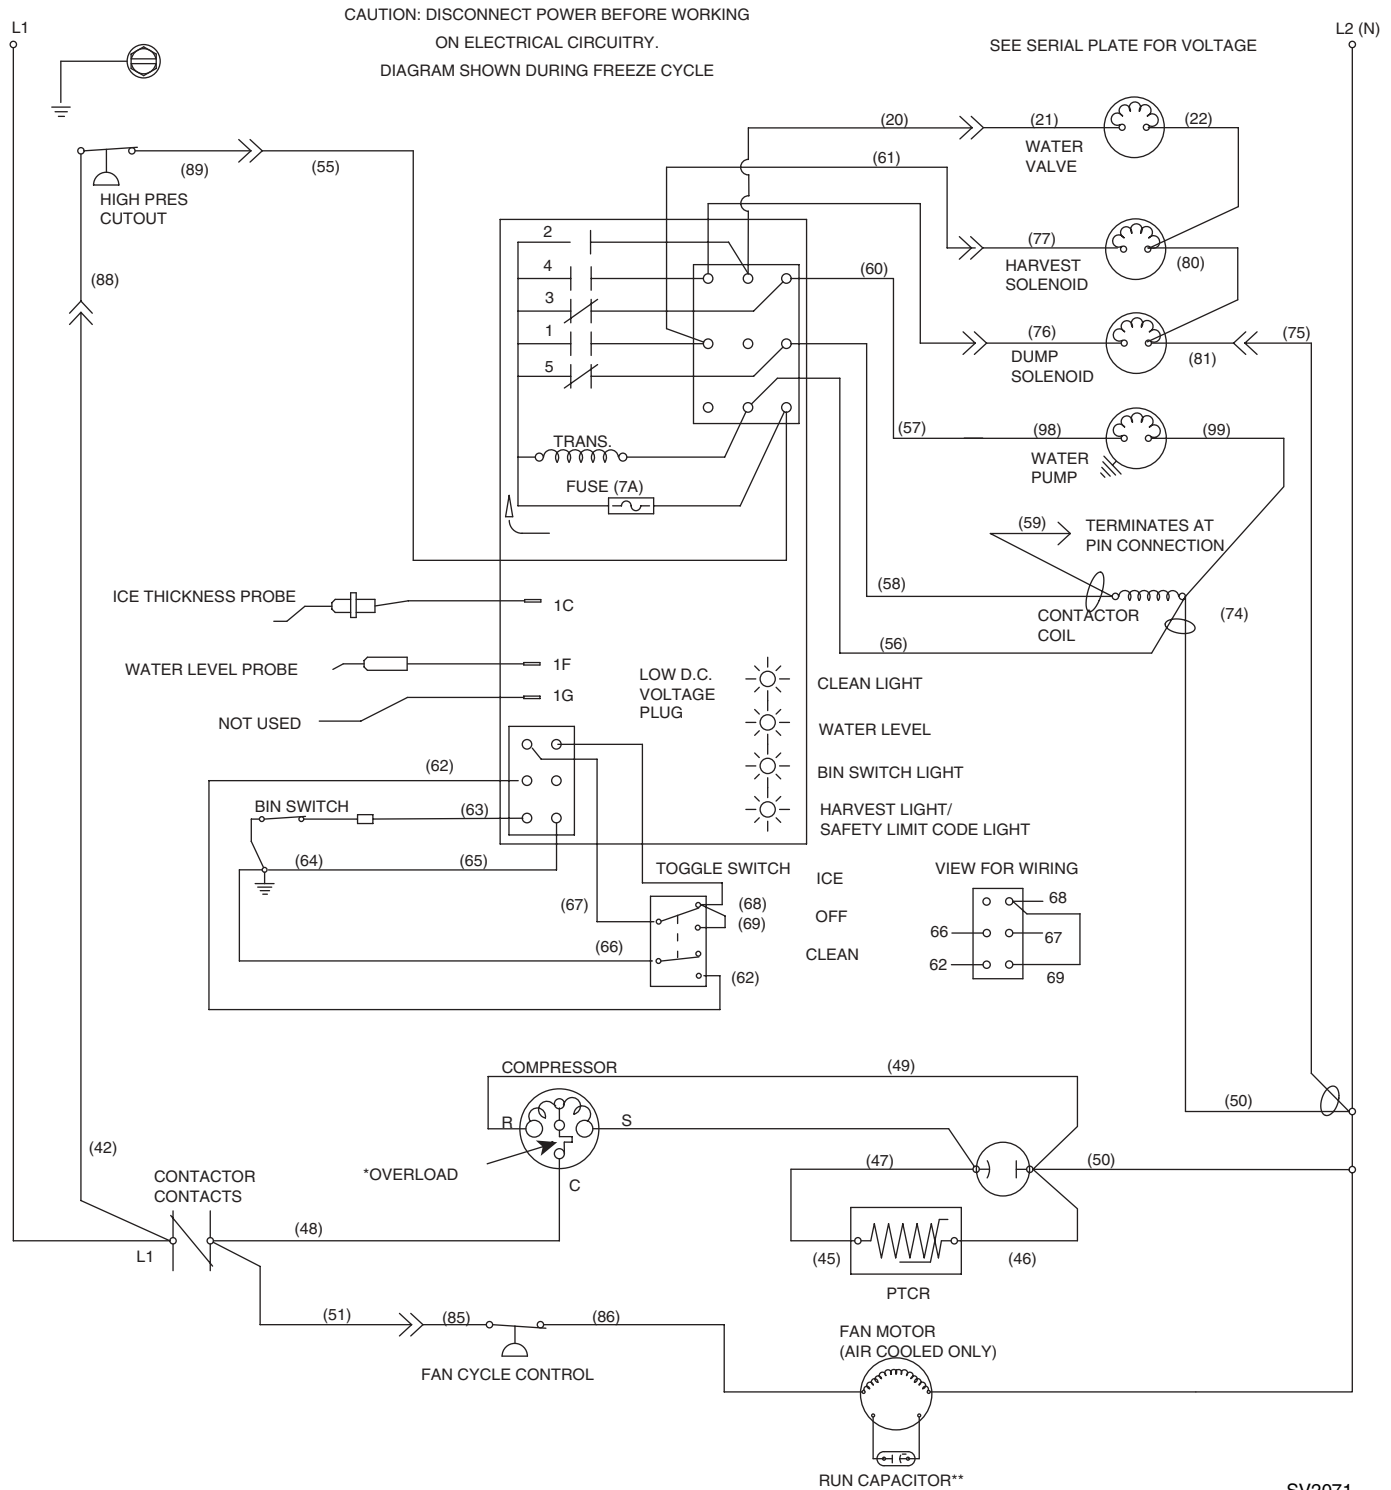 CAUTION: DISCONNECT POWER BEFORE WORKING
ON ELECTRICAL CIRCUITRY.
DIAGRAM SHOWN DURING FREEZE CYCLE
L1
L2 (N)
SEE SERIAL PLATE FOR VOLTAGE
(20)
(21)
(22)
WATER
VALVE
(61)
(89)
(55)
HIGH PRES
CUTOUT
(88)
(77)
HARVEST
SOLENOID
(80)
2
4
3
1
5
(60)
(76)
DUMP
SOLENOID
(81)
(75)
TRANS.
FUSE (7A)
(57)
(98)
(99)
WATER
PUMP
(59)
TERMINATES AT
PIN CONNECTION
(58)
CONTACTOR
COIL
(74)
(56)
ICE THICKNESS PROBE
1C
WATER LEVEL PROBE
1F
1G
NOT USED
LOW D.C.
VOLTAGE
PLUG
CLEAN LIGHT
WATER LEVEL
BIN SWITCH LIGHT
HARVEST LIGHT/
SAFETY LIMIT CODE LIGHT
(62)
BIN SWITCH
(63)
(64)
(65)
TOGGLE SWITCH
ICE
OFF
CLEAN
(67)
(68)
(69)
(66)
(62)
VIEW FOR WIRING
68
66
67
62
69
COMPRESSOR
(49)
R
S
*OVERLOAD
C
(50)
(47)
(50)
(42)
CONTACTOR
CONTACTS
(48)
L1
(45)
(46)
PTCR
(51)
(85)
(86)
FAN CYCLE CONTROL
FAN MOTOR
(AIR COOLED ONLY)
RUN CAPACITOR**
SV2071